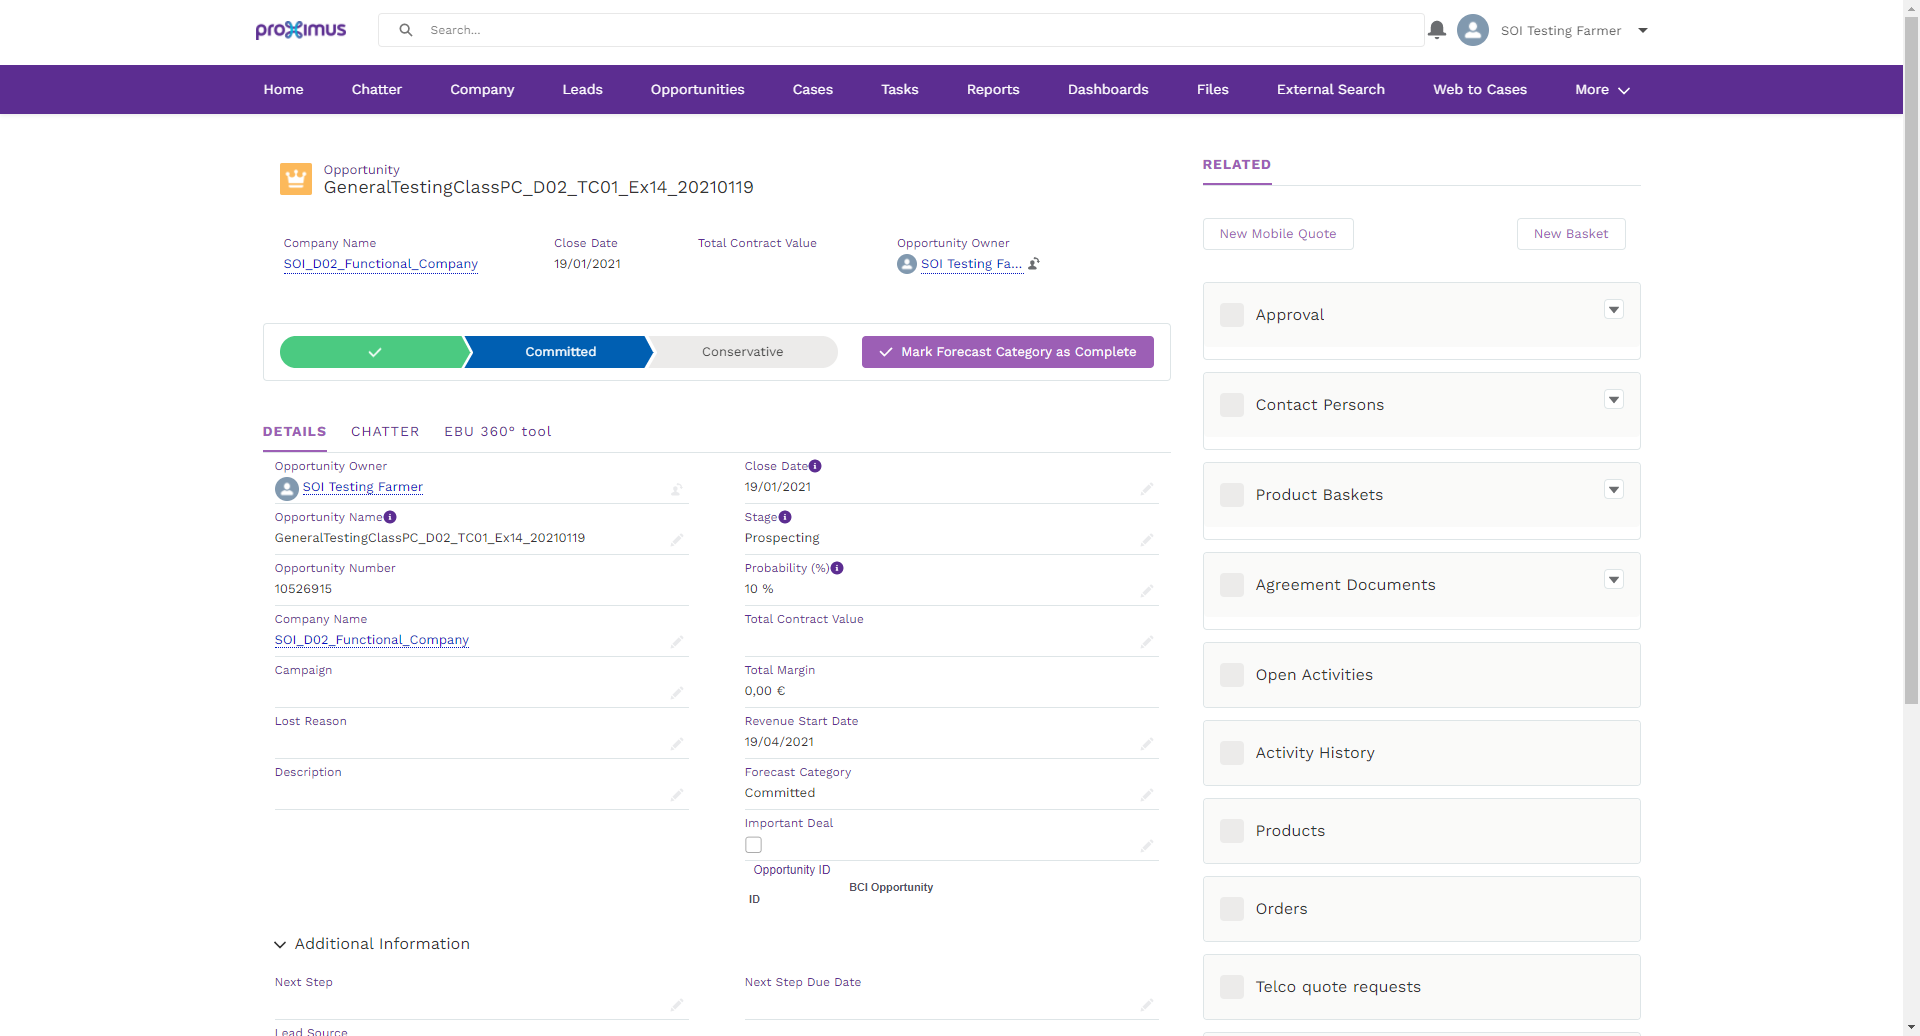 proximus
Search...
SOI Testing Farmer
Home Chatter Company Leads Opportunities Cases Tasks Reports Dashboards Files External Search Web to Cases More
Opportunity
GeneralTestingClassPC_D02_TC01_Ex14_20210119
Company Name
SOI_D02_Functional_Company
Close Date
19/01/2021
Total Contract Value
Opportunity Owner
SOI Testing Fa...
Committed
Conservative
Mark Forecast Category as Complete
DETAILS CHATTER EBU 360° tool
Opportunity Owner
SOI Testing Farmer
Opportunity Name
GeneralTestingClassPC_D02_TC01_Ex14_20210119
Opportunity Number
10526915
Company Name
SOI_D02_Functional_Company
Campaign
Lost Reason
Description
Close Date
19/01/2021
Stage
Prospecting
Probability (%)
10 %
Total Contract Value
Total Margin
0,00 €
Revenue Start Date
19/04/2021
Forecast Category
Committed
Important Deal
Opportunity ID
BCI Opportunity
ID
Additional Information
Next Step
Next Step Due Date
Lead Source
RELATED
New Mobile Quote
New Basket
Approval
Contact Persons
Product Baskets
Agreement Documents
Open Activities
Activity History
Products
Orders
Telco quote requests